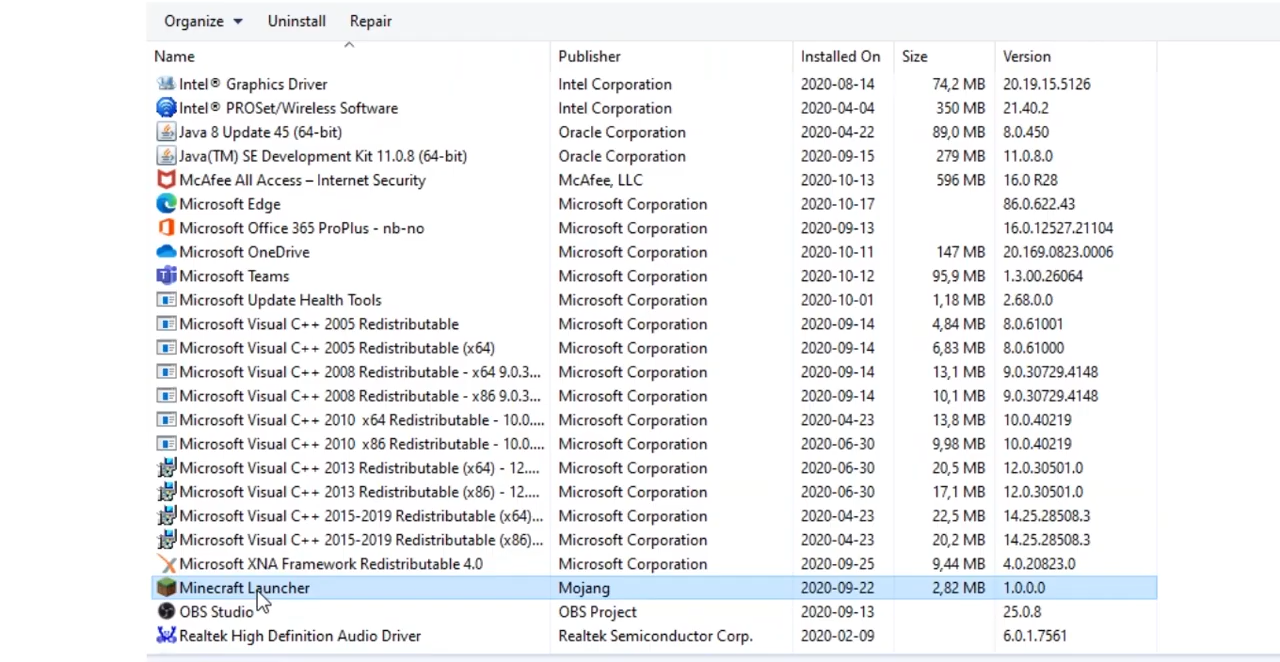 Organize Uninstall Repair
Name Publisher Installed On Size Version
Intel® Graphics Driver Intel Corporation 2020-08-14 74,2 MB 20.19.15.5126
Intel® PROSet/Wireless Software Intel Corporation 2020-04-04 350 MB 21.40.2
Java 8 Update 45 (64-bit) Oracle Corporation 2020-04-22 89,0 MB 8.0.450
Java(TM) SE Development Kit 11.0.8 (64-bit) Oracle Corporation 2020-09-15 279 MB 11.0.8.0
McAfee All Access – Internet Security McAfee, LLC 2020-10-13 596 MB 16.0 R28
Microsoft Edge Microsoft Corporation 2020-10-17 86.0.622.43
Microsoft Office 365 ProPlus - nb-no Microsoft Corporation 2020-09-13 16.0.12527.21104
Microsoft OneDrive Microsoft Corporation 2020-10-11 147 MB 20.169.0823.0006
Microsoft Teams Microsoft Corporation 2020-10-12 95,9 MB 1.3.00.26064
Microsoft Update Health Tools Microsoft Corporation 2020-10-01 1,18 MB 2.68.0.0
Microsoft Visual C++ 2005 Redistributable Microsoft Corporation 2020-09-14 4,84 MB 8.0.61001
Microsoft Visual C++ 2005 Redistributable (x64) Microsoft Corporation 2020-09-14 6,83 MB 8.0.61000
Microsoft Visual C++ 2008 Redistributable - x64 9.0.3... Microsoft Corporation 2020-09-14 13,1 MB 9.0.30729.4148
Microsoft Visual C++ 2008 Redistributable - x86 9.0.3... Microsoft Corporation 2020-09-14 10,1 MB 9.0.30729.4148
Microsoft Visual C++ 2010 x64 Redistributable - 10.0.... Microsoft Corporation 2020-04-23 13,8 MB 10.0.40219
Microsoft Visual C++ 2010 x86 Redistributable - 10.0.... Microsoft Corporation 2020-06-30 9,98 MB 10.0.40219
Microsoft Visual C++ 2013 Redistributable (x64) - 12.... Microsoft Corporation 2020-06-30 20,5 MB 12.0.30501.0
Microsoft Visual C++ 2013 Redistributable (x86) - 12.... Microsoft Corporation 2020-06-30 17,1 MB 12.0.30501.0
Microsoft Visual C++ 2015-2019 Redistributable (x64)... Microsoft Corporation 2020-04-23 22,5 MB 14.25.28508.3
Microsoft Visual C++ 2015-2019 Redistributable (x86)... Microsoft Corporation 2020-04-23 20,2 MB 14.25.28508.3
Microsoft XNA Framework Redistributable 4.0 Microsoft Corporation 2020-09-25 9,44 MB 4.0.20823.0
Minecraft Launcher Mojang 2020-09-22 2,82 MB 1.0.0.0
OBS Studio OBS Project 2020-09-13 25.0.8
Realtek High Definition Audio Driver Realtek Semiconductor Corp. 2020-02-09 6.0.1.7561